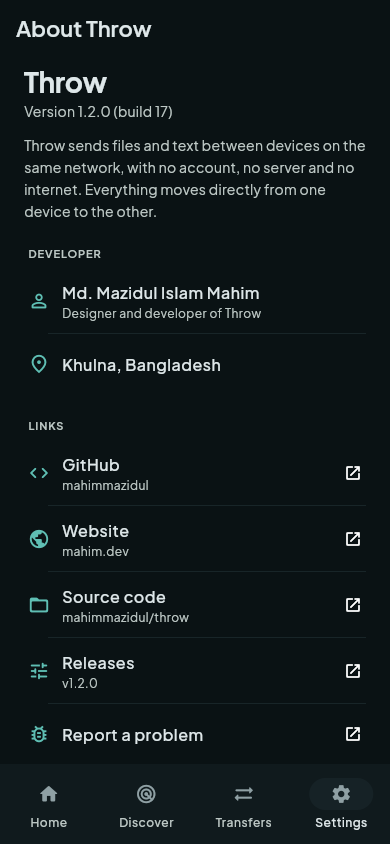 About Throw
Throw
Version 1.2.0 (build 17)
Throw sends files and text between devices on the
same network, with no account, no server and no
internet. Everything moves directly from one
device to the other.
DEVELOPER
Md. Mazidul Islam Mahim
Designer and developer of Throw
Khulna, Bangladesh
LINKS
GitHub
mahimmazidul
Website
mahim.dev
Source code
mahimmazidul/throw
Releases
v1.2.0
Report a problem
Home
Discover
Transfers
Settings